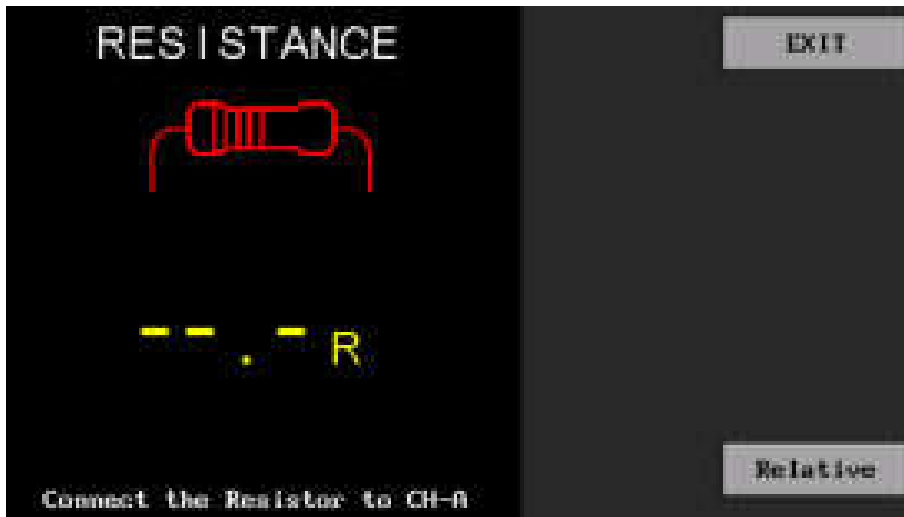 RESISTANCE
EXIT
--.- R
Relative
Connect the Resistor to CH-A